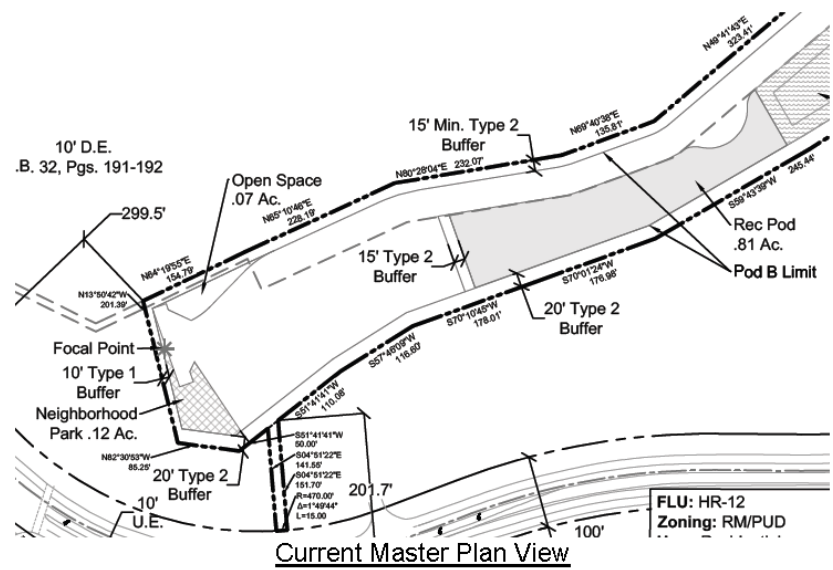 N49°41'43"E
323.41'
15' Min. Type 2
Buffer
N69°40'38"E
135.81'
10' D.E.
.B. 32, Pgs. 191-192
N80°28'04"E 232.07'
Open Space
.07 Ac.
N65°10'46"E
228.19'
299.5'
S59°43'39"W
245.44'
Rec Pod
.81 Ac.
15' Type 2
Buffer
N64°19'55"E
154.79'
Pod B Limit
S70°01'24"W
176.98'
N13°50'42"W
201.39'
20' Type 2
Buffer
S70°10'45"W
178.01'
Focal Point
S57°46'09"W
116.60'
10' Type 1
Buffer
S51°41'41"W
110.08'
Neighborhood
Park .12 Ac.
N82°30'53"W
85.25'
S51°41'41"W
50.00'
S04°51'22"E
141.55'
S04°51'22"E
151.70'
R=470.00'
Δ=1°49'44"
L=15.00
20' Type 2
Buffer
201.7'
10'
U.E.
100'
FLU: HR-12
Zoning: RM/PUD
Current Master Plan View